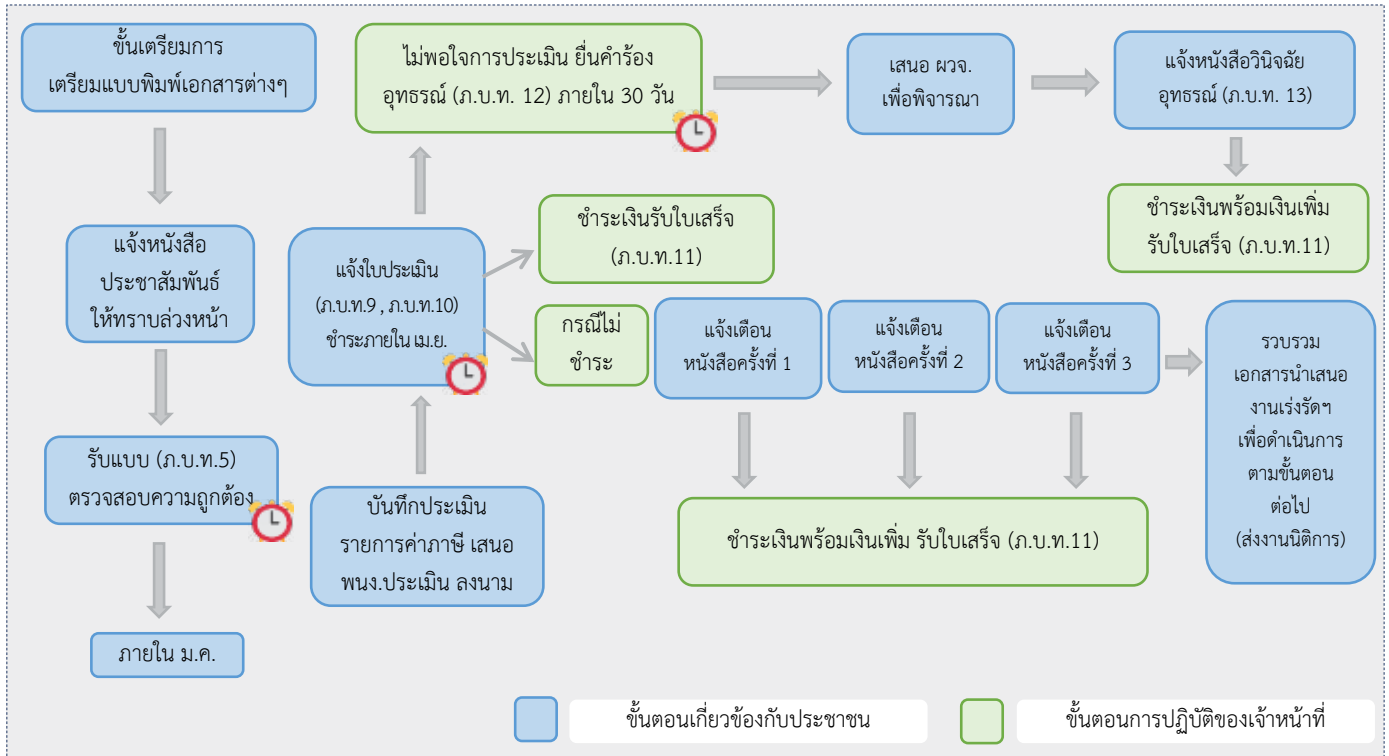 ขั้นเตรียมการ
เตรียมแบบพิมพ์เอกสารต่างๆ
แจ้งหนังสือ
ประชาสัมพันธ์
ให้ทราบล่วงหน้า
รับแบบ (ภ.บ.ท.5)
ตรวจสอบความถูกต้อง
ภายใน ม.ค.
บันทึกประเมิน
รายการค่าภาษี เสนอ
พนง.ประเมิน ลงนาม
แจ้งใบประเมิน
(ภ.บ.ท.9 , ภ.บ.ท.10)
ชำระภายใน เม.ย.
ไม่พอใจการประเมิน ยื่นคำร้อง
อุทธรณ์ (ภ.บ.ท. 12) ภายใน 30 วัน
เสนอ ผวจ.
เพื่อพิจารณา
แจ้งหนังสือวินิจฉัย
อุทธรณ์ (ภ.บ.ท. 13)
ชำระเงินพร้อมเงินเพิ่ม
รับใบเสร็จ (ภ.บ.ท.11)
ชำระเงินรับใบเสร็จ
(ภ.บ.ท.11)
กรณีไม่
ชำระ
แจ้งเตือน
หนังสือครั้งที่ 1
แจ้งเตือน
หนังสือครั้งที่ 2
แจ้งเตือน
หนังสือครั้งที่ 3
รวบรวม
เอกสารนำเสนอ
งานเร่งรัดฯ
เพื่อดำเนินการ
ตามขั้นตอน
ต่อไป
(ส่งงานนิติการ)
ชำระเงินพร้อมเงินเพิ่ม รับใบเสร็จ (ภ.บ.ท.11)
ขั้นตอนเกี่ยวข้องกับประชาชน
ขั้นตอนการปฏิบัติของเจ้าหน้าที่